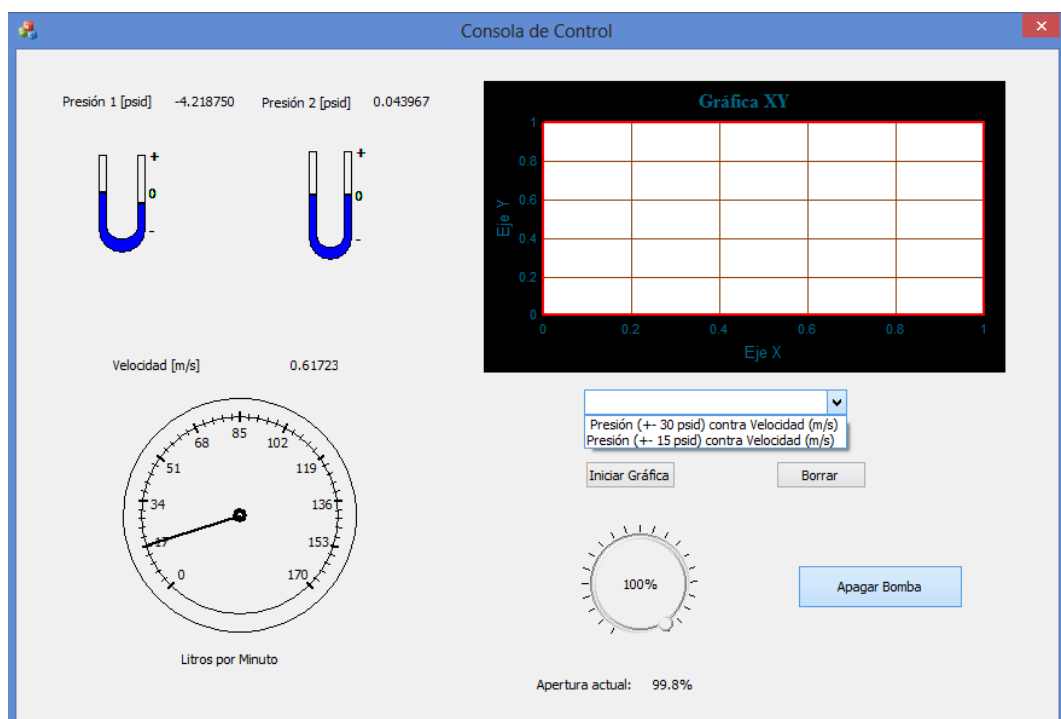 Consola de Control
Presión 1 [psid] -4.218750 Presión 2 [psid] 0.043967
+
0
-
+
0
-
Gráfica XY
Eje Y
1
0.8
0.6
0.4
0.2
0
0 0.2 0.4 0.6 0.8 1
Eje X
Velocidad [m/s] 0.61723
0
17
34
51
68
85
102
119
136
153
170
Litros por Minuto
Presión (+- 30 psid) contra Velocidad (m/s)
Presión (+- 15 psid) contra Velocidad (m/s)
Iniciar Gráfica Borrar
100%
Apagar Bomba
Apertura actual: 99.8%